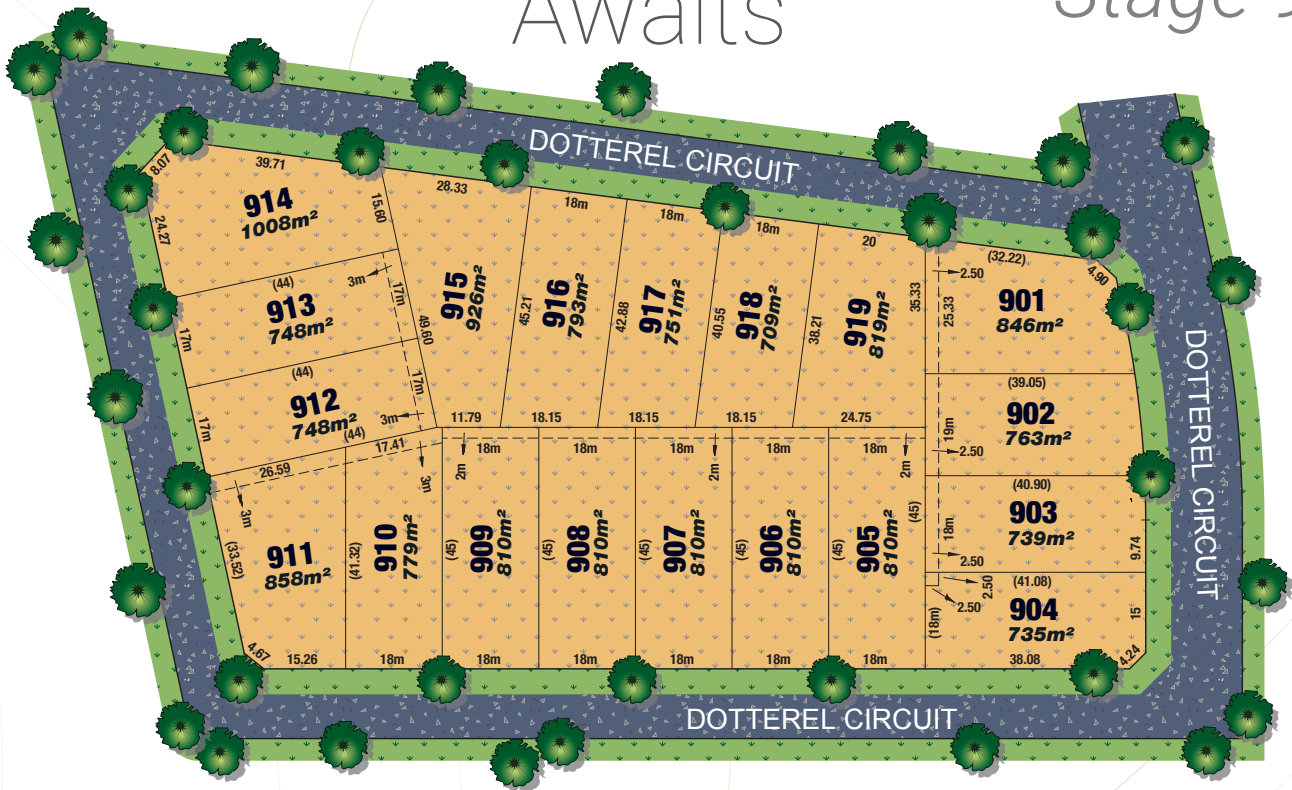 Awaits
Stage 9
DOTTEREL CIRCUIT
8.07
39.71
914
1008m²
15.60
24.27
(44)
913
748m²
3m
17m
17m
(44)
912
748m²
3m
(44)
17m
17m
28.33
915
926m²
49.60
11.79
18m
45.21
916
793m²
18.15
18m
42.88
917
751m²
18.15
18m
40.55
918
709m²
18.15
20
38.21
919
819m²
35.33
24.75
2.50
25.33
(32.22)
4.90
901
846m²
(39.05)
902
763m²
19m
2.50
(40.90)
903
739m²
18m
2.50
9.74
(41.08)
904
735m²
2.50
2.50
(18m)
15
38.08
4.24
DOTTEREL CIRCUIT
26.59
17.41
3m
3m
(33.52)
911
858m²
4.67
15.26
(41.32)
910
779m²
18m
18m
2m
(45)
909
810m²
18m
18m
(45)
908
810m²
18m
18m
2m
(45)
907
810m²
18m
18m
(45)
906
810m²
18m
18m
2m
(45)
905
810m²
(45)
18m
DOTTEREL CIRCUIT